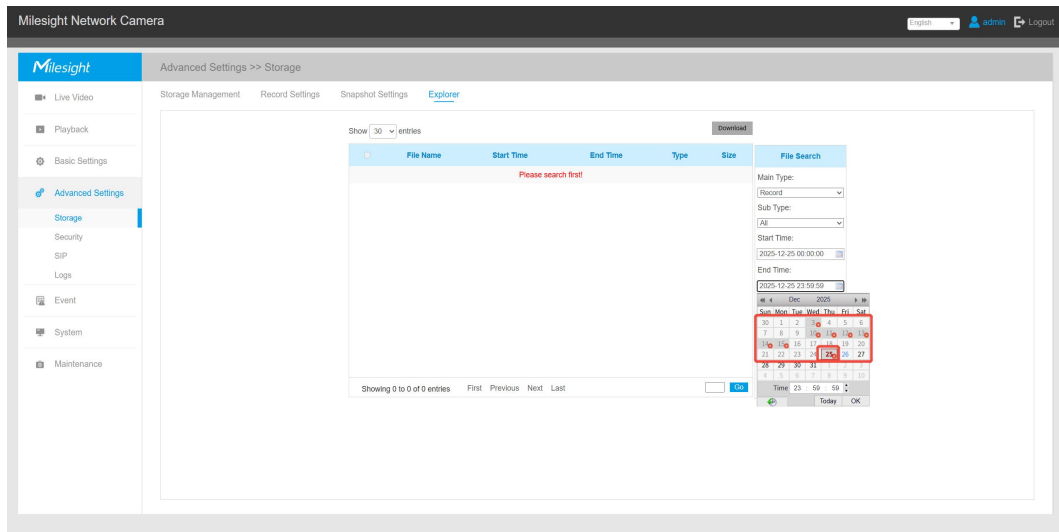 Milesight Network Camera
English
admin
Logout
Milesight
Advanced Settings >> Storage
Live Video
Playback
Basic Settings
Advanced Settings
Storage
Security
SIP
Logs
Event
System
Maintenance
Storage Management Record Settings Snapshot Settings Explorer
Show 30 entries
Download
File Name Start Time End Time Type Size
Please search first!
Showing 0 to 0 of 0 entries First Previous Next Last
Go
File Search
Main Type:
Record
Sub Type:
All
Start Time:
2025-12-25 00:00:00
End Time:
2025-12-25 23:59:59
Dec 2025
Sun Mon Tue Wed Thu Fri Sat
30 1 2 3 4 5 6
7 8 9 10 11 12 13
14 15 16 17 18 19 20
21 22 23 24 25 26 27
28 29 30 31 1 2 3
4 5 6 7 8 9 10
Time 23 : 59 : 59
Today OK